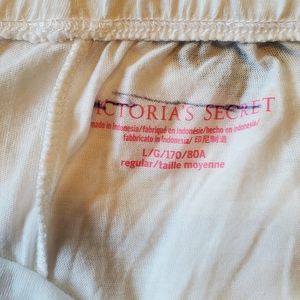 VICTORIA'S SECRET
made in Indonesia/fabriqué en Indonésie/hecho en indonesia/
fabbricato in Indonesia/ 印尼制造
L/G/170/80A
regular/taille moyenne